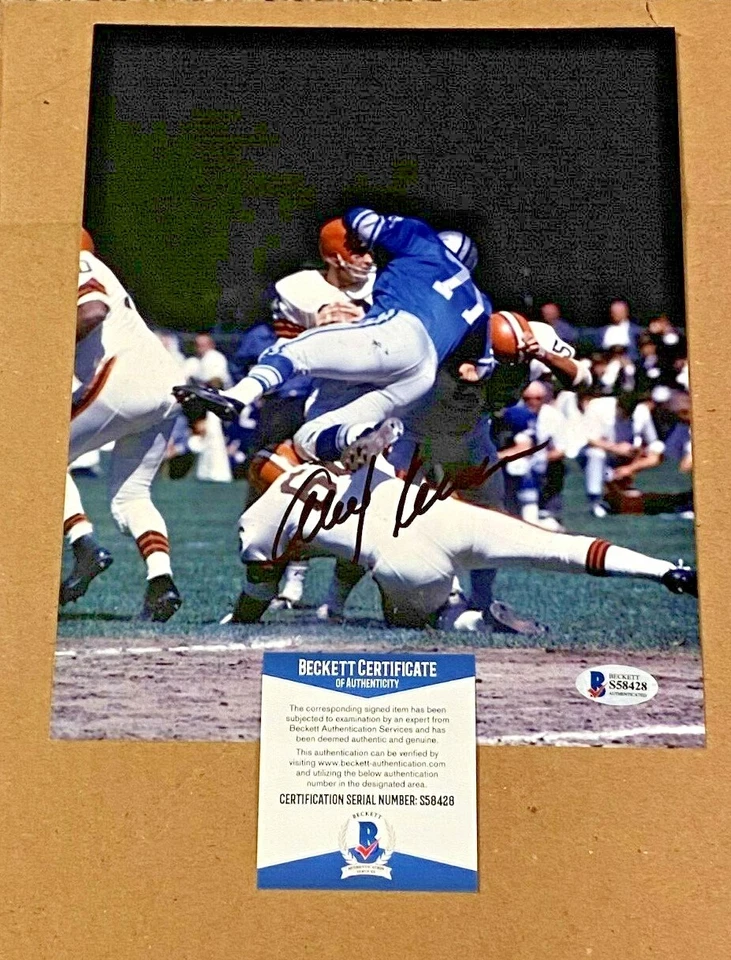 5
BECKETT
B S58428
AUTHENTICATED
BECKETT CERTIFICATE
OF AUTHENTICITY
The corresponding signed item has been
subjected to examination by an expert from
Beckett Authentication Services and has
been deemed authentic and genuine.
This authentication can be verified by
visiting www.beckett-authentication.com
and utilizing the below authentication
number in the designated area.
CERTIFICATION SERIAL NUMBER: S58428
BECKETT
B